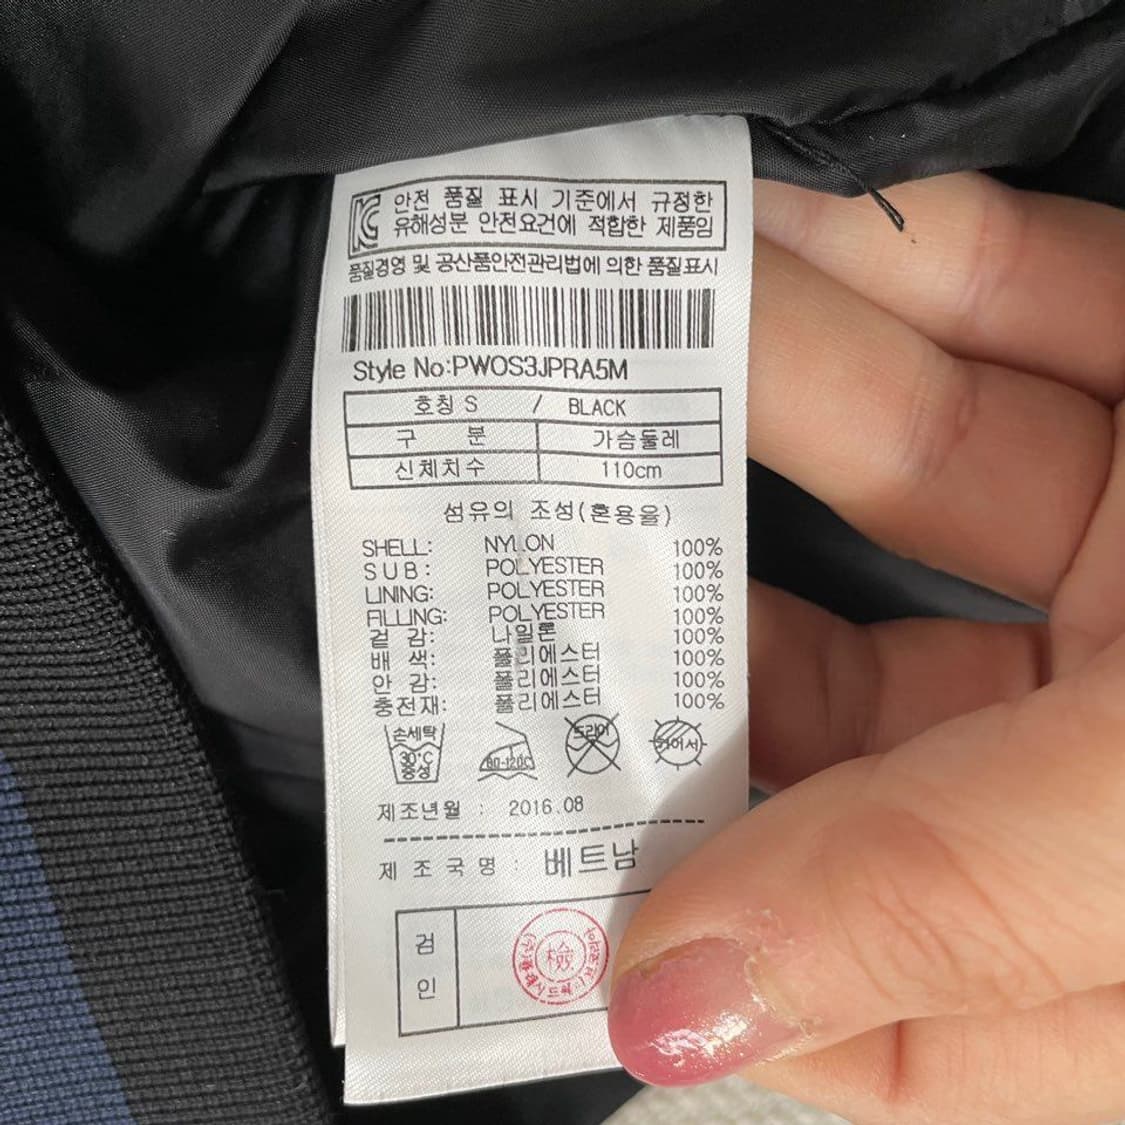 안전 품질 표시 기준에서 규정한
유해성분 안전요건에 적합한 제품임
품질경영 및 공산품안전관리법에 의한 품질표시
Style No:PWOS3JPRA5M
호칭 S / BLACK
구 분 가슴둘레
신체치수 110cm
섬유의 조성(혼용율)
SHELL: NYLON 100%
SUB: POLYESTER 100%
LINING: POLYESTER 100%
FILLING: POLYESTER 100%
겉 감: 나일론 100%
배 색: 폴리에스터 100%
안 감: 폴리에스터 100%
충전재: 폴리에스터 100%
손세탁
30°C
중성
80-120C
드라이
제조년월 : 2016.08
제 조 국 명 : 베트남
검
인
檢